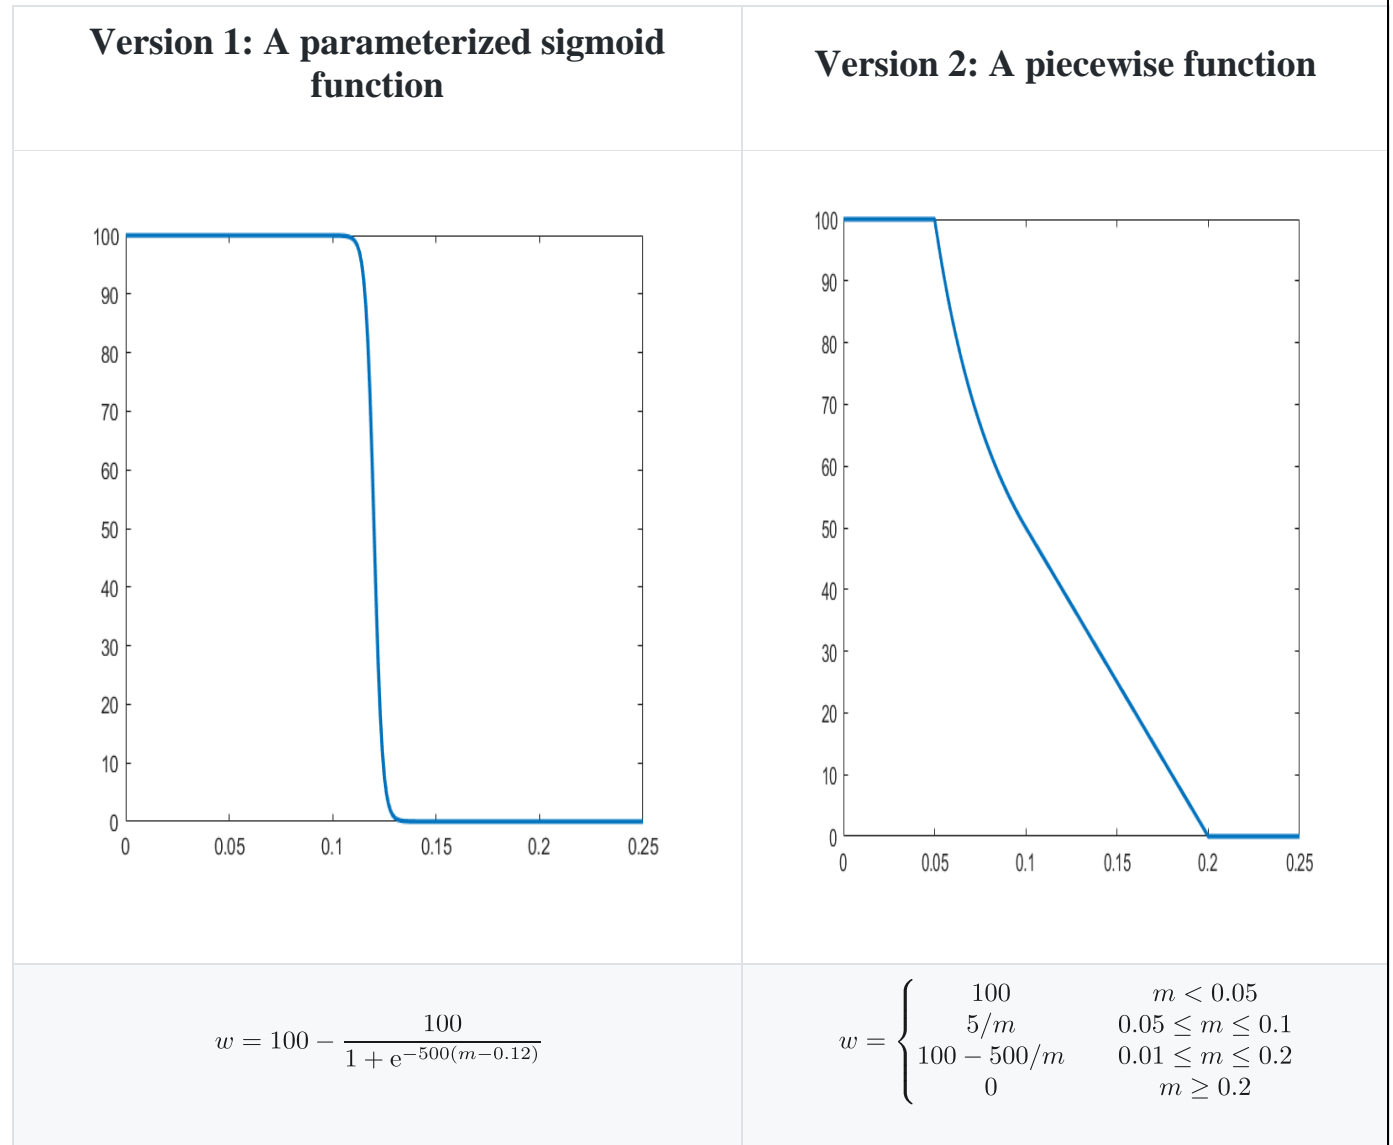 Version 1: A parameterized sigmoid
function
Version 2: A piecewise function
100
90
80
70
60
50
40
30
20
10
0
0 0.05 0.1 0.15 0.2 0.25
100
90
80
70
60
50
40
30
20
10
0
0 0.05 0.1 0.15 0.2 0.25
w = 100 − 100 / (1 + e^{−500(m−0.12)})
w = {
100 m < 0.05
5/m 0.05 ≤ m ≤ 0.1
100 − 500/m 0.01 ≤ m ≤ 0.2
0 m ≥ 0.2